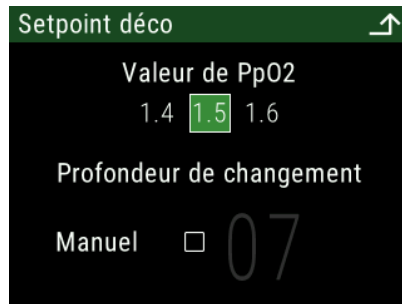 Setpoint déco
Valeur de PpO2
1.4 1.5 1.6
Profondeur de changement
Manuel 07